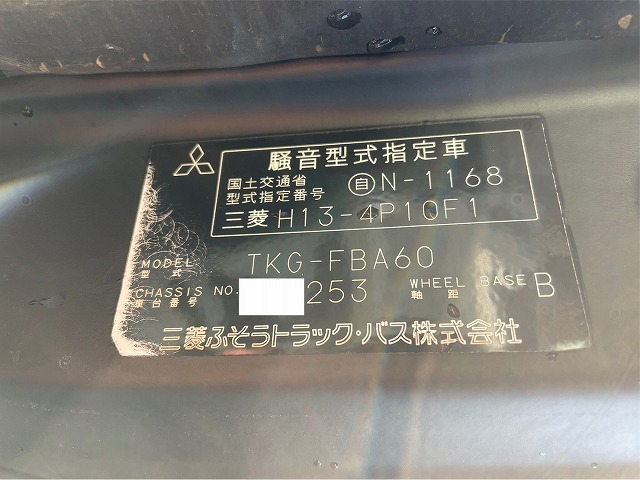 騒音型式指定車
国土交通省
型式指定番号
自N-1168
三菱 H13-4P10F1
MODEL
型式
TKG-FBA60
CHASSIS NO.
車台番号
253
WHEEL BASE
軸距
B
三菱ふそうトラック・バス株式会社